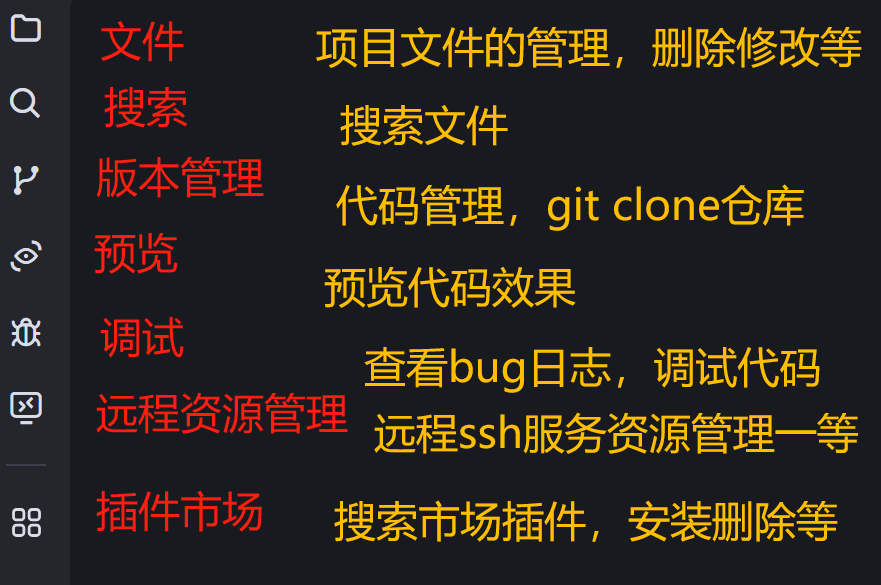 文件
项目文件的管理，删除修改等
搜索
搜索文件
版本管理
代码管理，git clone仓库
预览
预览代码效果
调试
查看bug日志，调试代码
远程资源管理
远程ssh服务资源管理一等
插件市场
搜索市场插件，安装删除等